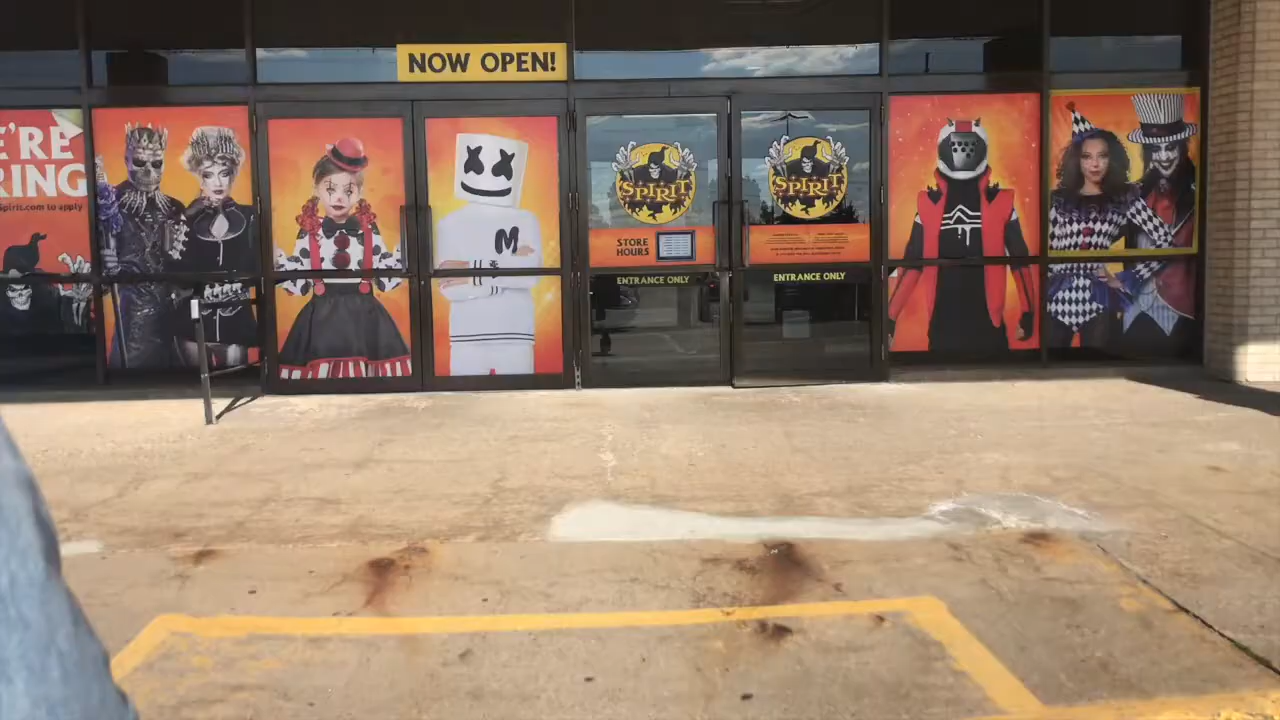 NOW OPEN!
E'RE
RING
Spirit.com to apply
M
SPIRIT
STORE
HOURS
ENTRANCE ONLY
SPIRIT
ENTRANCE ONLY